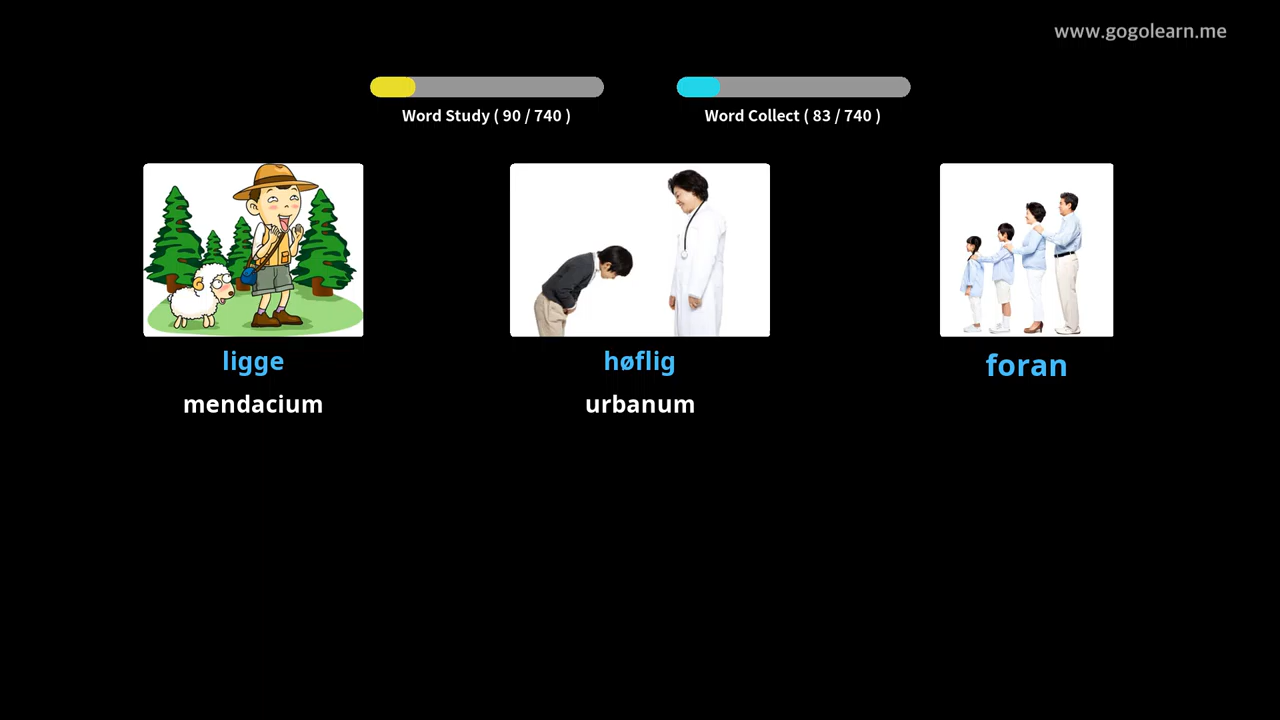 www.gogolearn.me
Word Study ( 90 / 740 )
Word Collect ( 83 / 740 )
ligge
mendacium
høflig
urbanum
foran